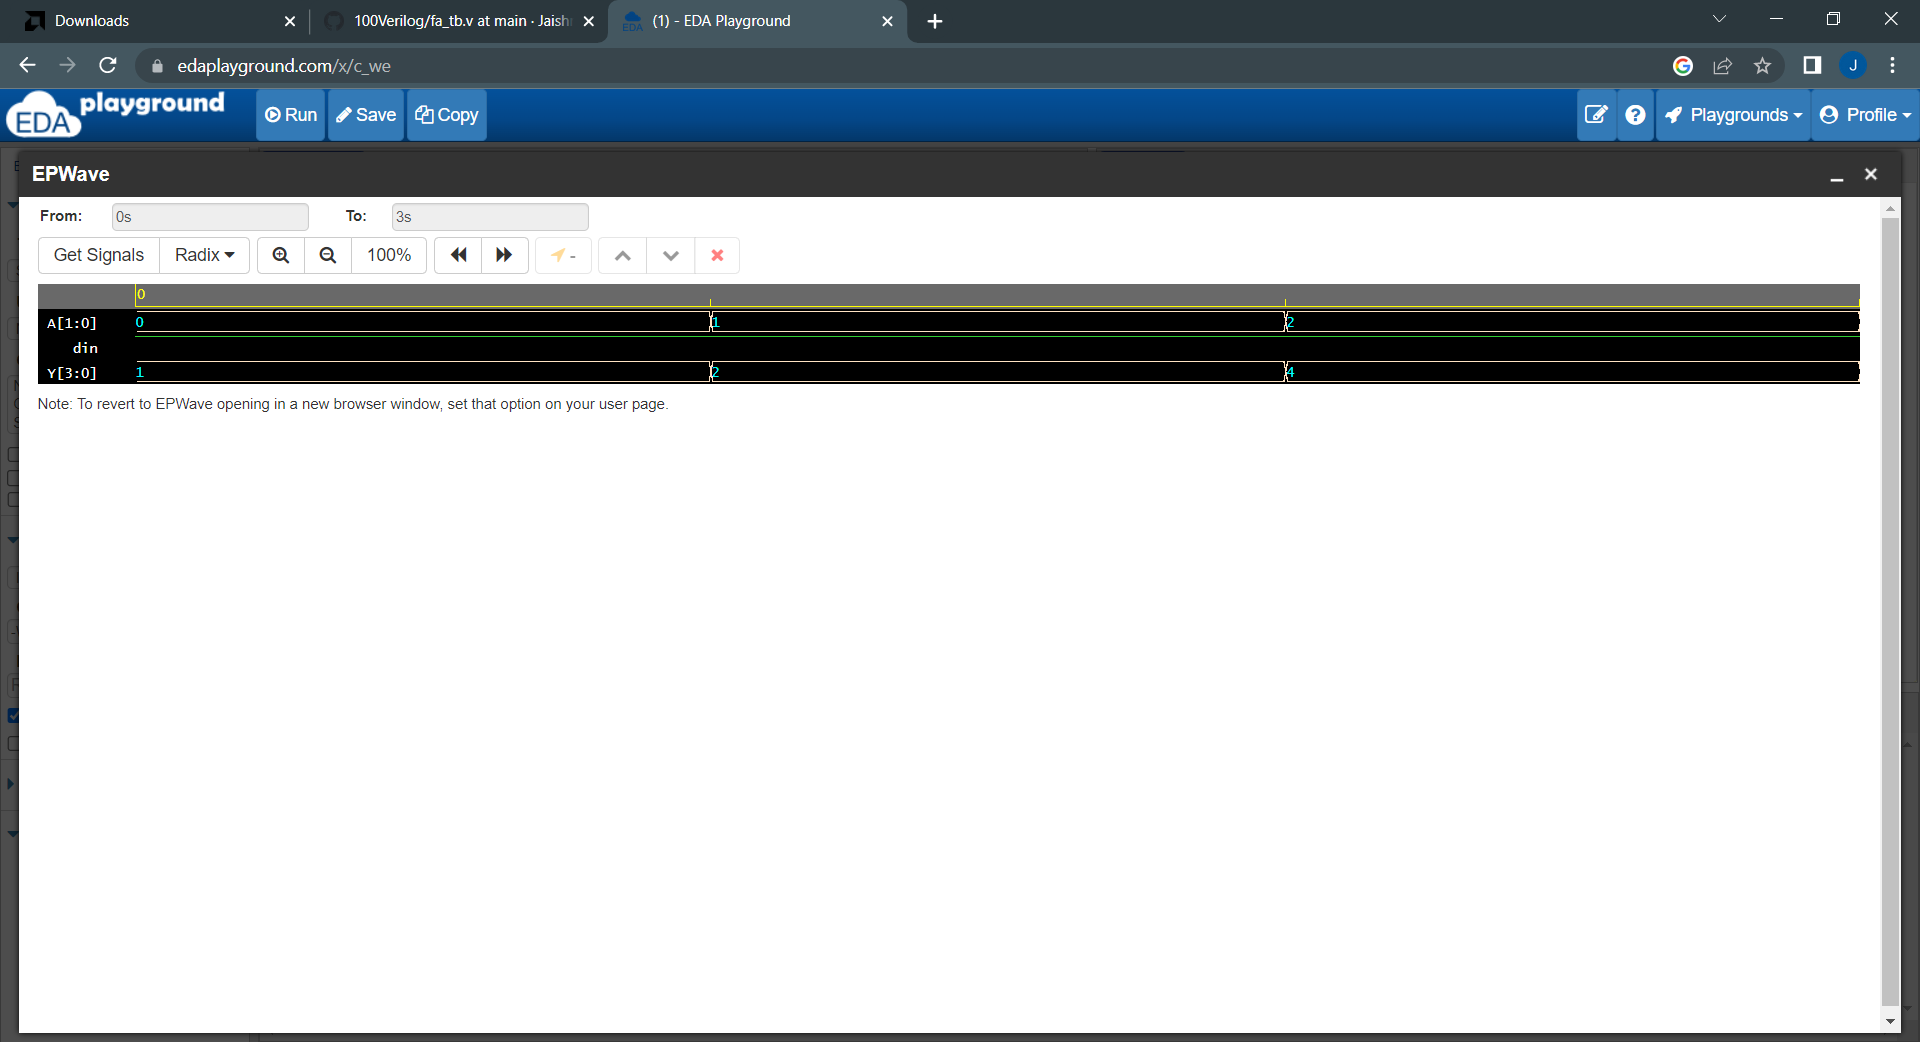 Downloads
100Verilog/fa_tb.v at main · Jaish
(1) - EDA Playground
edaplayground.com/x/c_we
J
EDA playground
Run
Save
Copy
Playgrounds
Profile
EPWave
From:
0s
To:
3s
Get Signals
Radix
100%
-
0
A[1:0]
0
1
2
din
Y[3:0]
1
2
4
Note: To revert to EPWave opening in a new browser window, set that option on your user page.